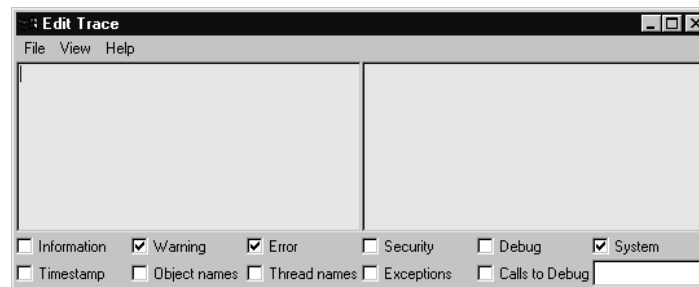 Edit Trace
File View Help
Information Warning Error Security Debug System
Timestamp Object names Thread names Exceptions Calls to Debug